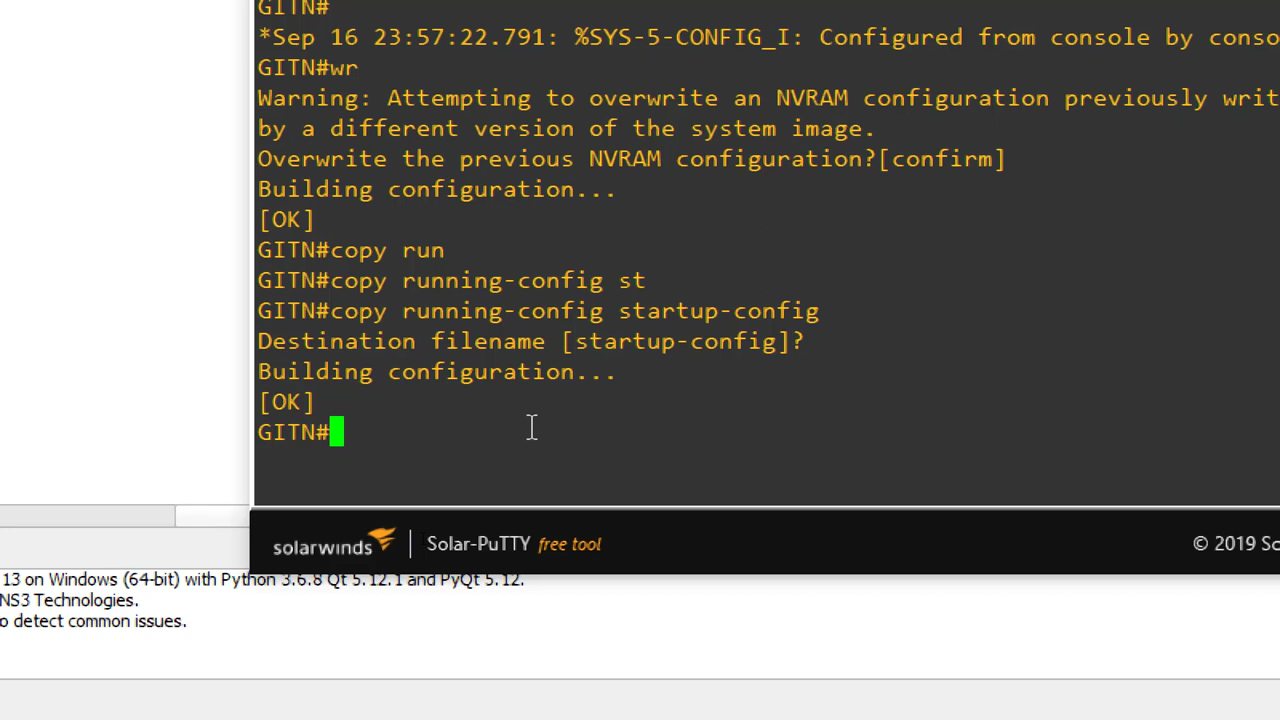 GITN#
*Sep 16 23:57:22.791: %SYS-5-CONFIG_I: Configured from console by conso
GITN#wr
Warning: Attempting to overwrite an NVRAM configuration previously writ
by a different version of the system image.
Overwrite the previous NVRAM configuration?[confirm]
Building configuration...
[OK]
GITN#copy run
GITN#copy running-config st
GITN#copy running-config startup-config
Destination filename [startup-config]?
Building configuration...
[OK]
GITN#
solarwinds | Solar-PuTTY free tool
© 2019 So
13 on Windows (64-bit) with Python 3.6.8 Qt 5.12.1 and PyQt 5.12.
NS3 Technologies.
o detect common issues.